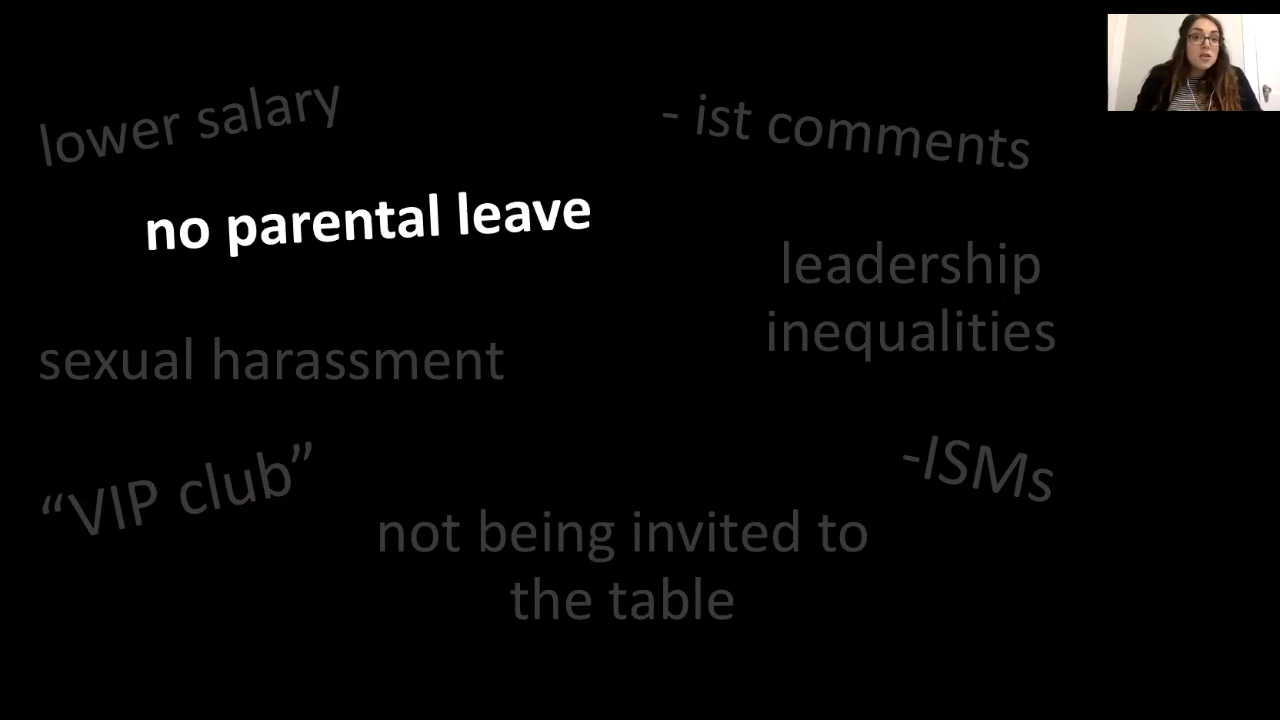 lower salary
- ist comments
no parental leave
leadership
inequalities
sexual harassment
“VIP club”
-ISMs
not being invited to
the table